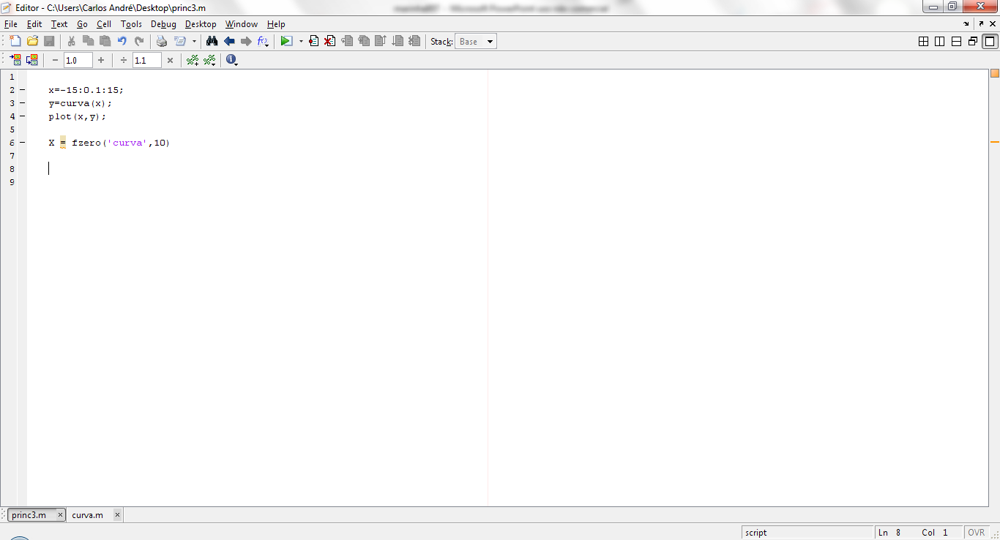 Editor - C:\Users\Carlos André\Desktop\princ3.m
File Edit Text Go Cell Tools Debug Desktop Window Help
Stack: Base
1.0
1.1
1
2 x=-15:0.1:15;
3 y=curva(x);
4 plot(x,y);
5
6 X = fzero('curva',10)
7
8
9
princ3.m curva.m
script Ln 8 Col 1 OVR